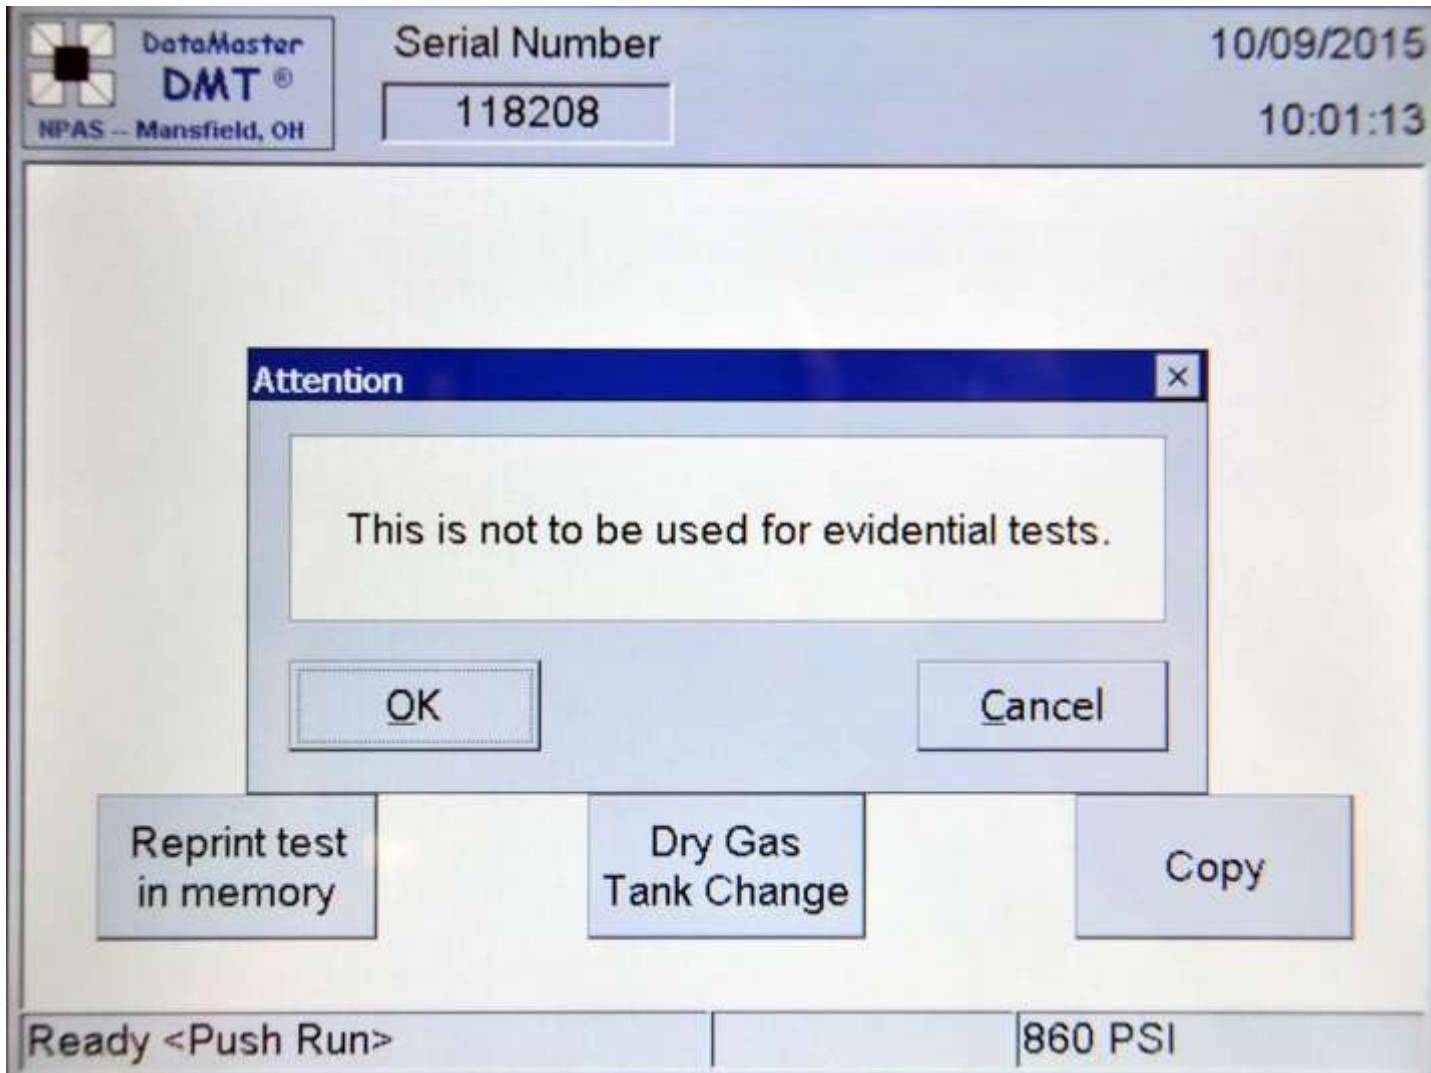 DataMaster
DMT ®
NPAS -- Mansfield, OH
Serial Number
118208
10/09/2015
10:01:13
Attention
This is not to be used for evidential tests.
OK
Cancel
Reprint test
in memory
Dry Gas
Tank Change
Copy
Ready <Push Run>
860 PSI